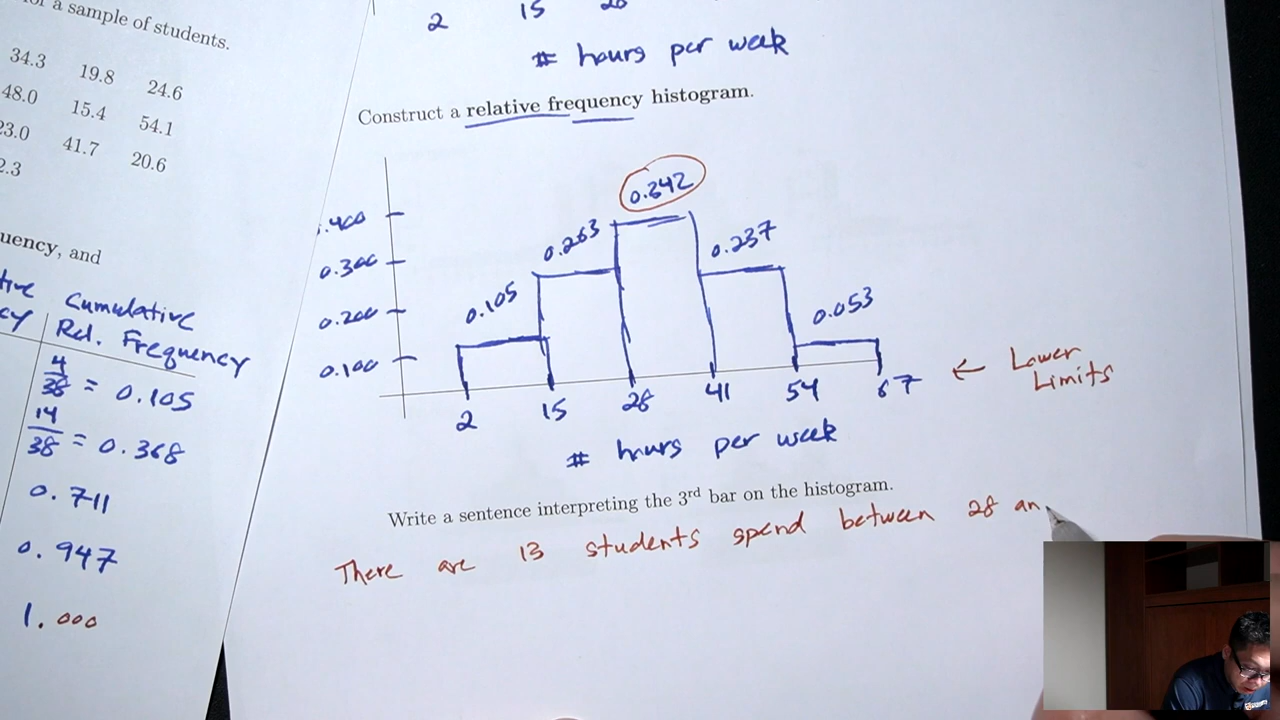 a sample of students.
34.3 19.8 24.6
48.0 15.4 54.1
23.0 41.7 20.6
2.3
uency, and
Cumulative
cy Rel. Frequency
4/38 = 0.105
14/38 = 0.368
0.711
0.947
1.000
2 15
# hours per week
Construct a relative frequency histogram.
0.342
.400
0.263
0.237
0.300
0.105
0.053
0.200
0.100
← Lower
Limits
2 15 28 41 54 67
# hours per week
Write a sentence interpreting the 3rd bar on the histogram.
There are 13 students spend between 28 an